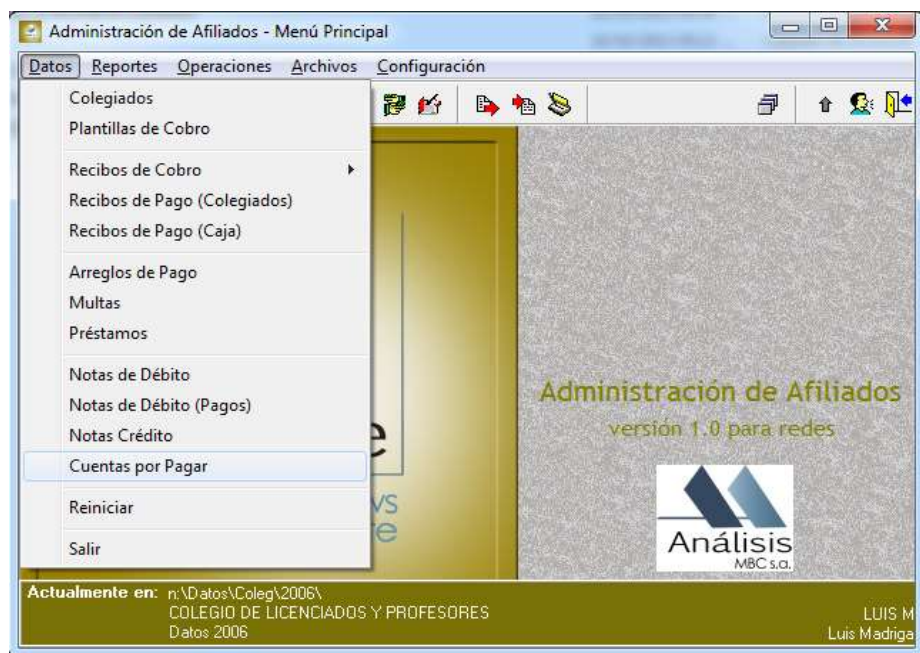 Administración de Afiliados - Menú Principal
Datos Reportes Operaciones Archivos Configuración
Colegiados
Plantillas de Cobro
Recibos de Cobro
Recibos de Pago (Colegiados)
Recibos de Pago (Caja)
Arreglos de Pago
Multas
Préstamos
Notas de Débito
Notas de Débito (Pagos)
Notas Crédito
Cuentas por Pagar
Reiniciar
Salir
e
vs
re
Administración de Afiliados
versión 1.0 para redes
Análisis
MBC s.a.
Actualmente en: n:\Datos\Coleg\2006\
COLEGIO DE LICENCIADOS Y PROFESORES LUIS M
Datos 2006 Luis Madriga